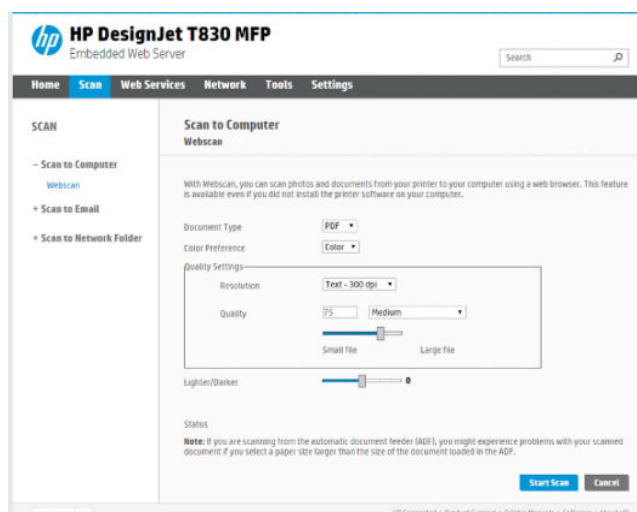 hp
HP DesignJet T830 MFP
Embedded Web Server
Search
Home Scan Web Services Network Tools Settings
SCAN
- Scan to Computer
Webscan
+ Scan to Email
+ Scan to Network Folder
Scan to Computer
Webscan
With Webscan, you can scan photos and documents from your printer to your computer using a web browser. This feature
is available even if you did not install the printer software on your computer.
Document Type PDF
Color Preference Color
Quality Settings
Resolution Text - 300 dpi
Quality 75 Medium
Small file Large file
Lighter/Darker 0
Status
Note: If you are scanning from the automatic document feeder (ADF), you might experience problems with your scanned
document if you select a paper size larger than the size of the document loaded in the ADF.
Start Scan Cancel